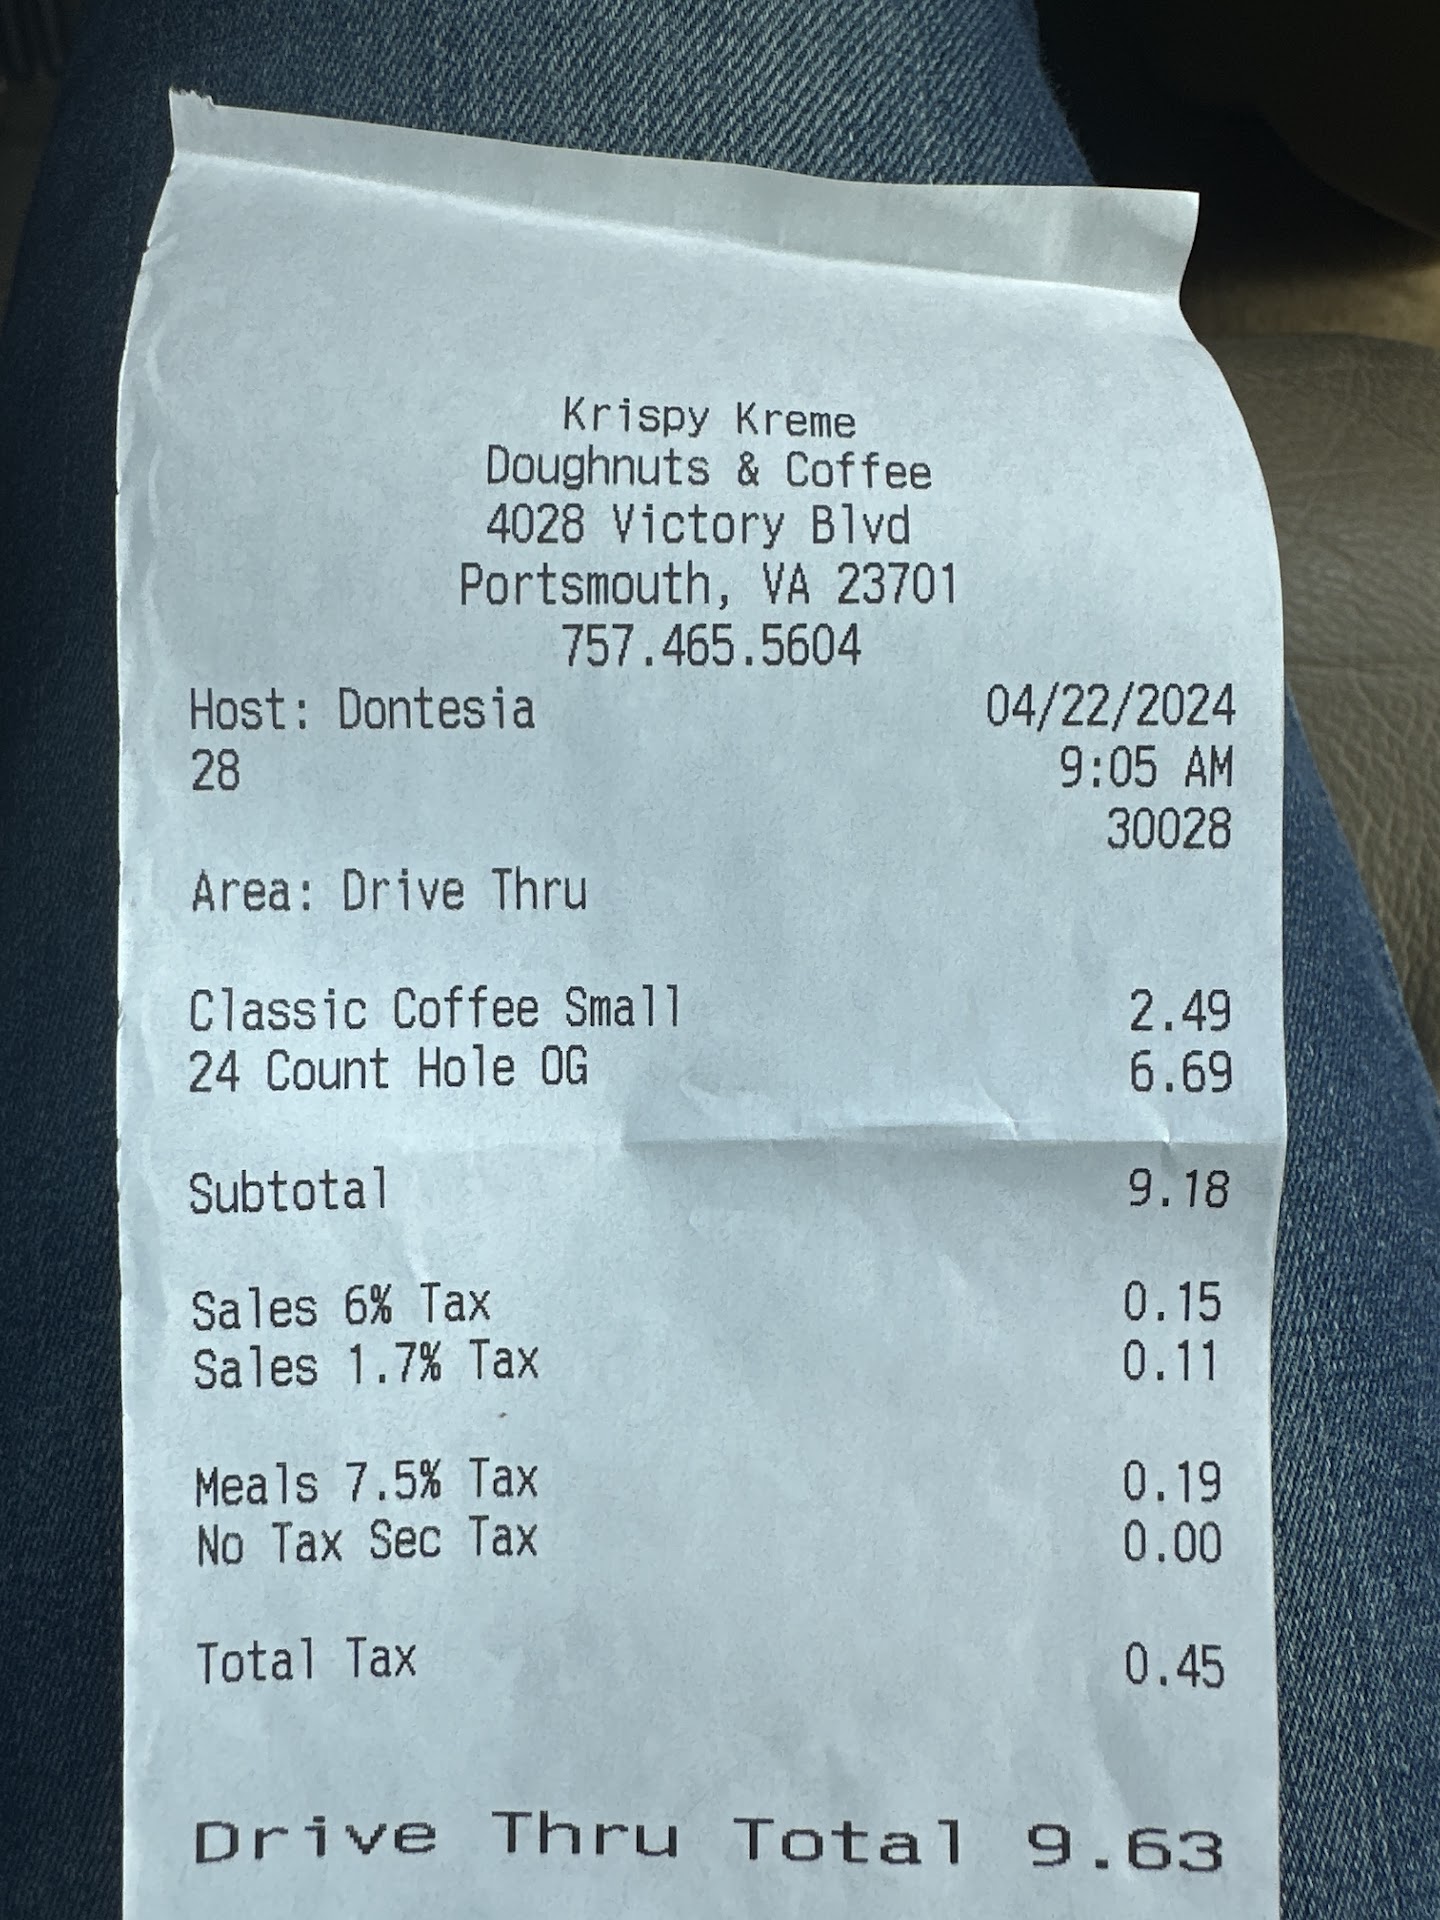 Krispy Kreme
Doughnuts & Coffee
4028 Victory Blvd
Portsmouth, VA 23701
757.465.5604
Host: Dontesia 04/22/2024
28 9:05 AM
30028
Area: Drive Thru
Classic Coffee Small 2.49
24 Count Hole OG 6.69
Subtotal 9.18
Sales 6% Tax 0.15
Sales 1.7% Tax 0.11
Meals 7.5% Tax 0.19
No Tax Sec Tax 0.00
Total Tax 0.45
Drive Thru Total 9.63